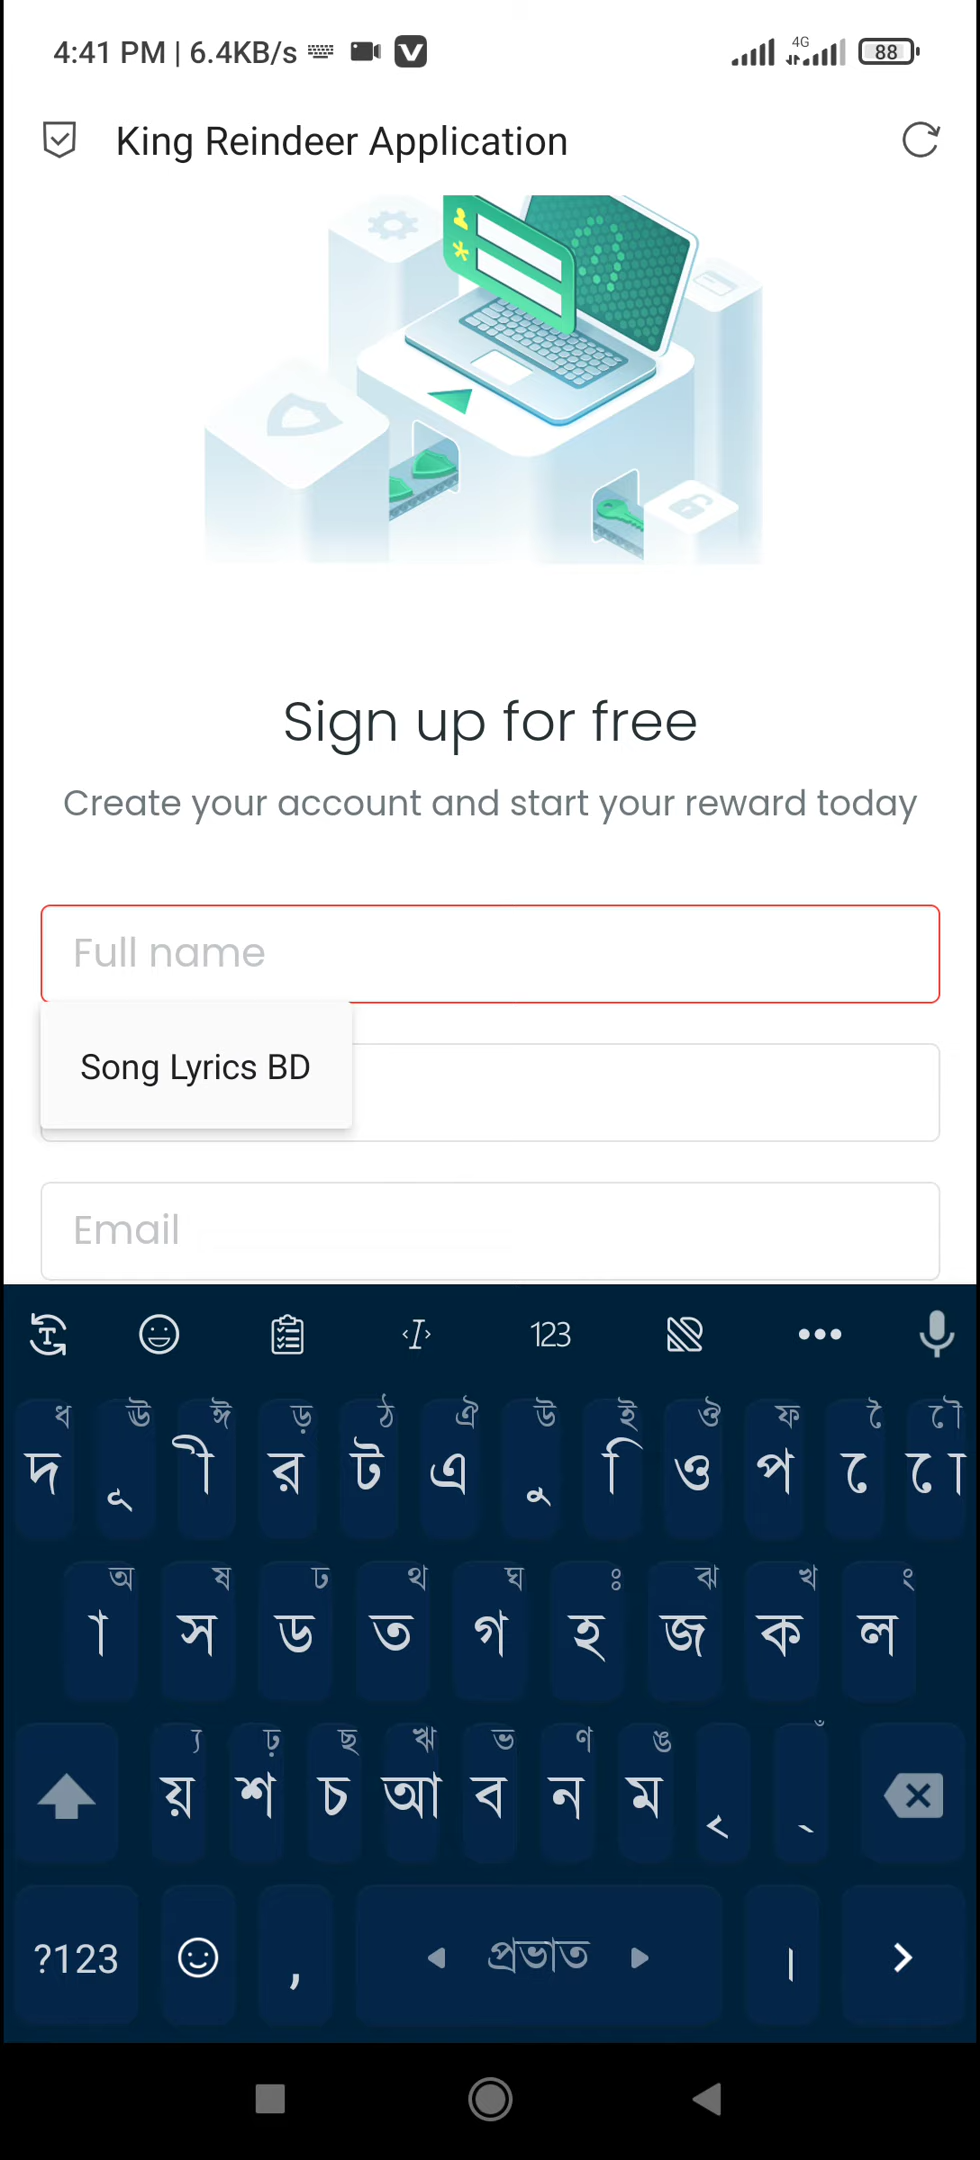 4:41 PM | 6.4KB/s
4G
88
King Reindeer Application
Sign up for free
Create your account and start your reward today
Full name
Song Lyrics BD
Email
123
ধ ঊ ঈ ড় ঠ ঐ উ ই ঔ ফ ৈ ৌ
দ ূ ী র ট এ ু ি ও প ে ো
অ ষ ঢ থ ঘ ঃ ঝ খ ং
া স ড ত গ হ জ ক ল
্য ঢ় ছ ঋ ভ ণ ঙ ঁ
য় শ চ আ ব ন ম ৃ ্
?123 , প্রভাত ।